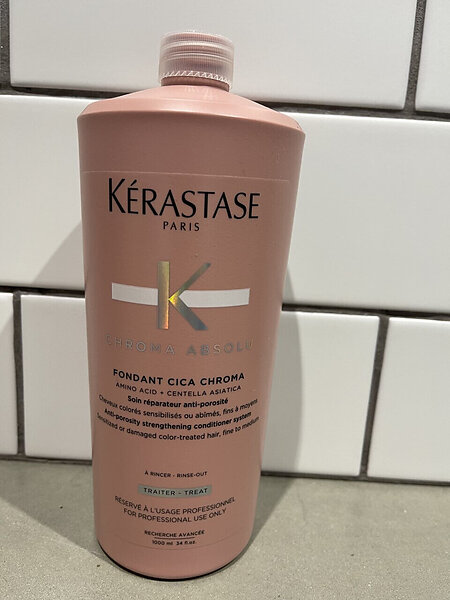 KÉRASTASE
PARIS
K
CHROMA ABSOLU
FONDANT CICA CHROMA
AMINO ACID + CENTELLA ASIATICA
Soin réparateur anti-porosité
Cheveux colorés sensibilisés ou abîmés, fins à moyens
Anti-porosity strengthening conditioner system
Sensitized or damaged color-treated hair, fine to medium
À RINCER - RINSE-OUT
TRAITER - TREAT
RÉSERVÉ À L'USAGE PROFESSIONNEL
FOR PROFESSIONAL USE ONLY
RECHERCHE AVANCÉE
1000 ml 34 fl.oz.